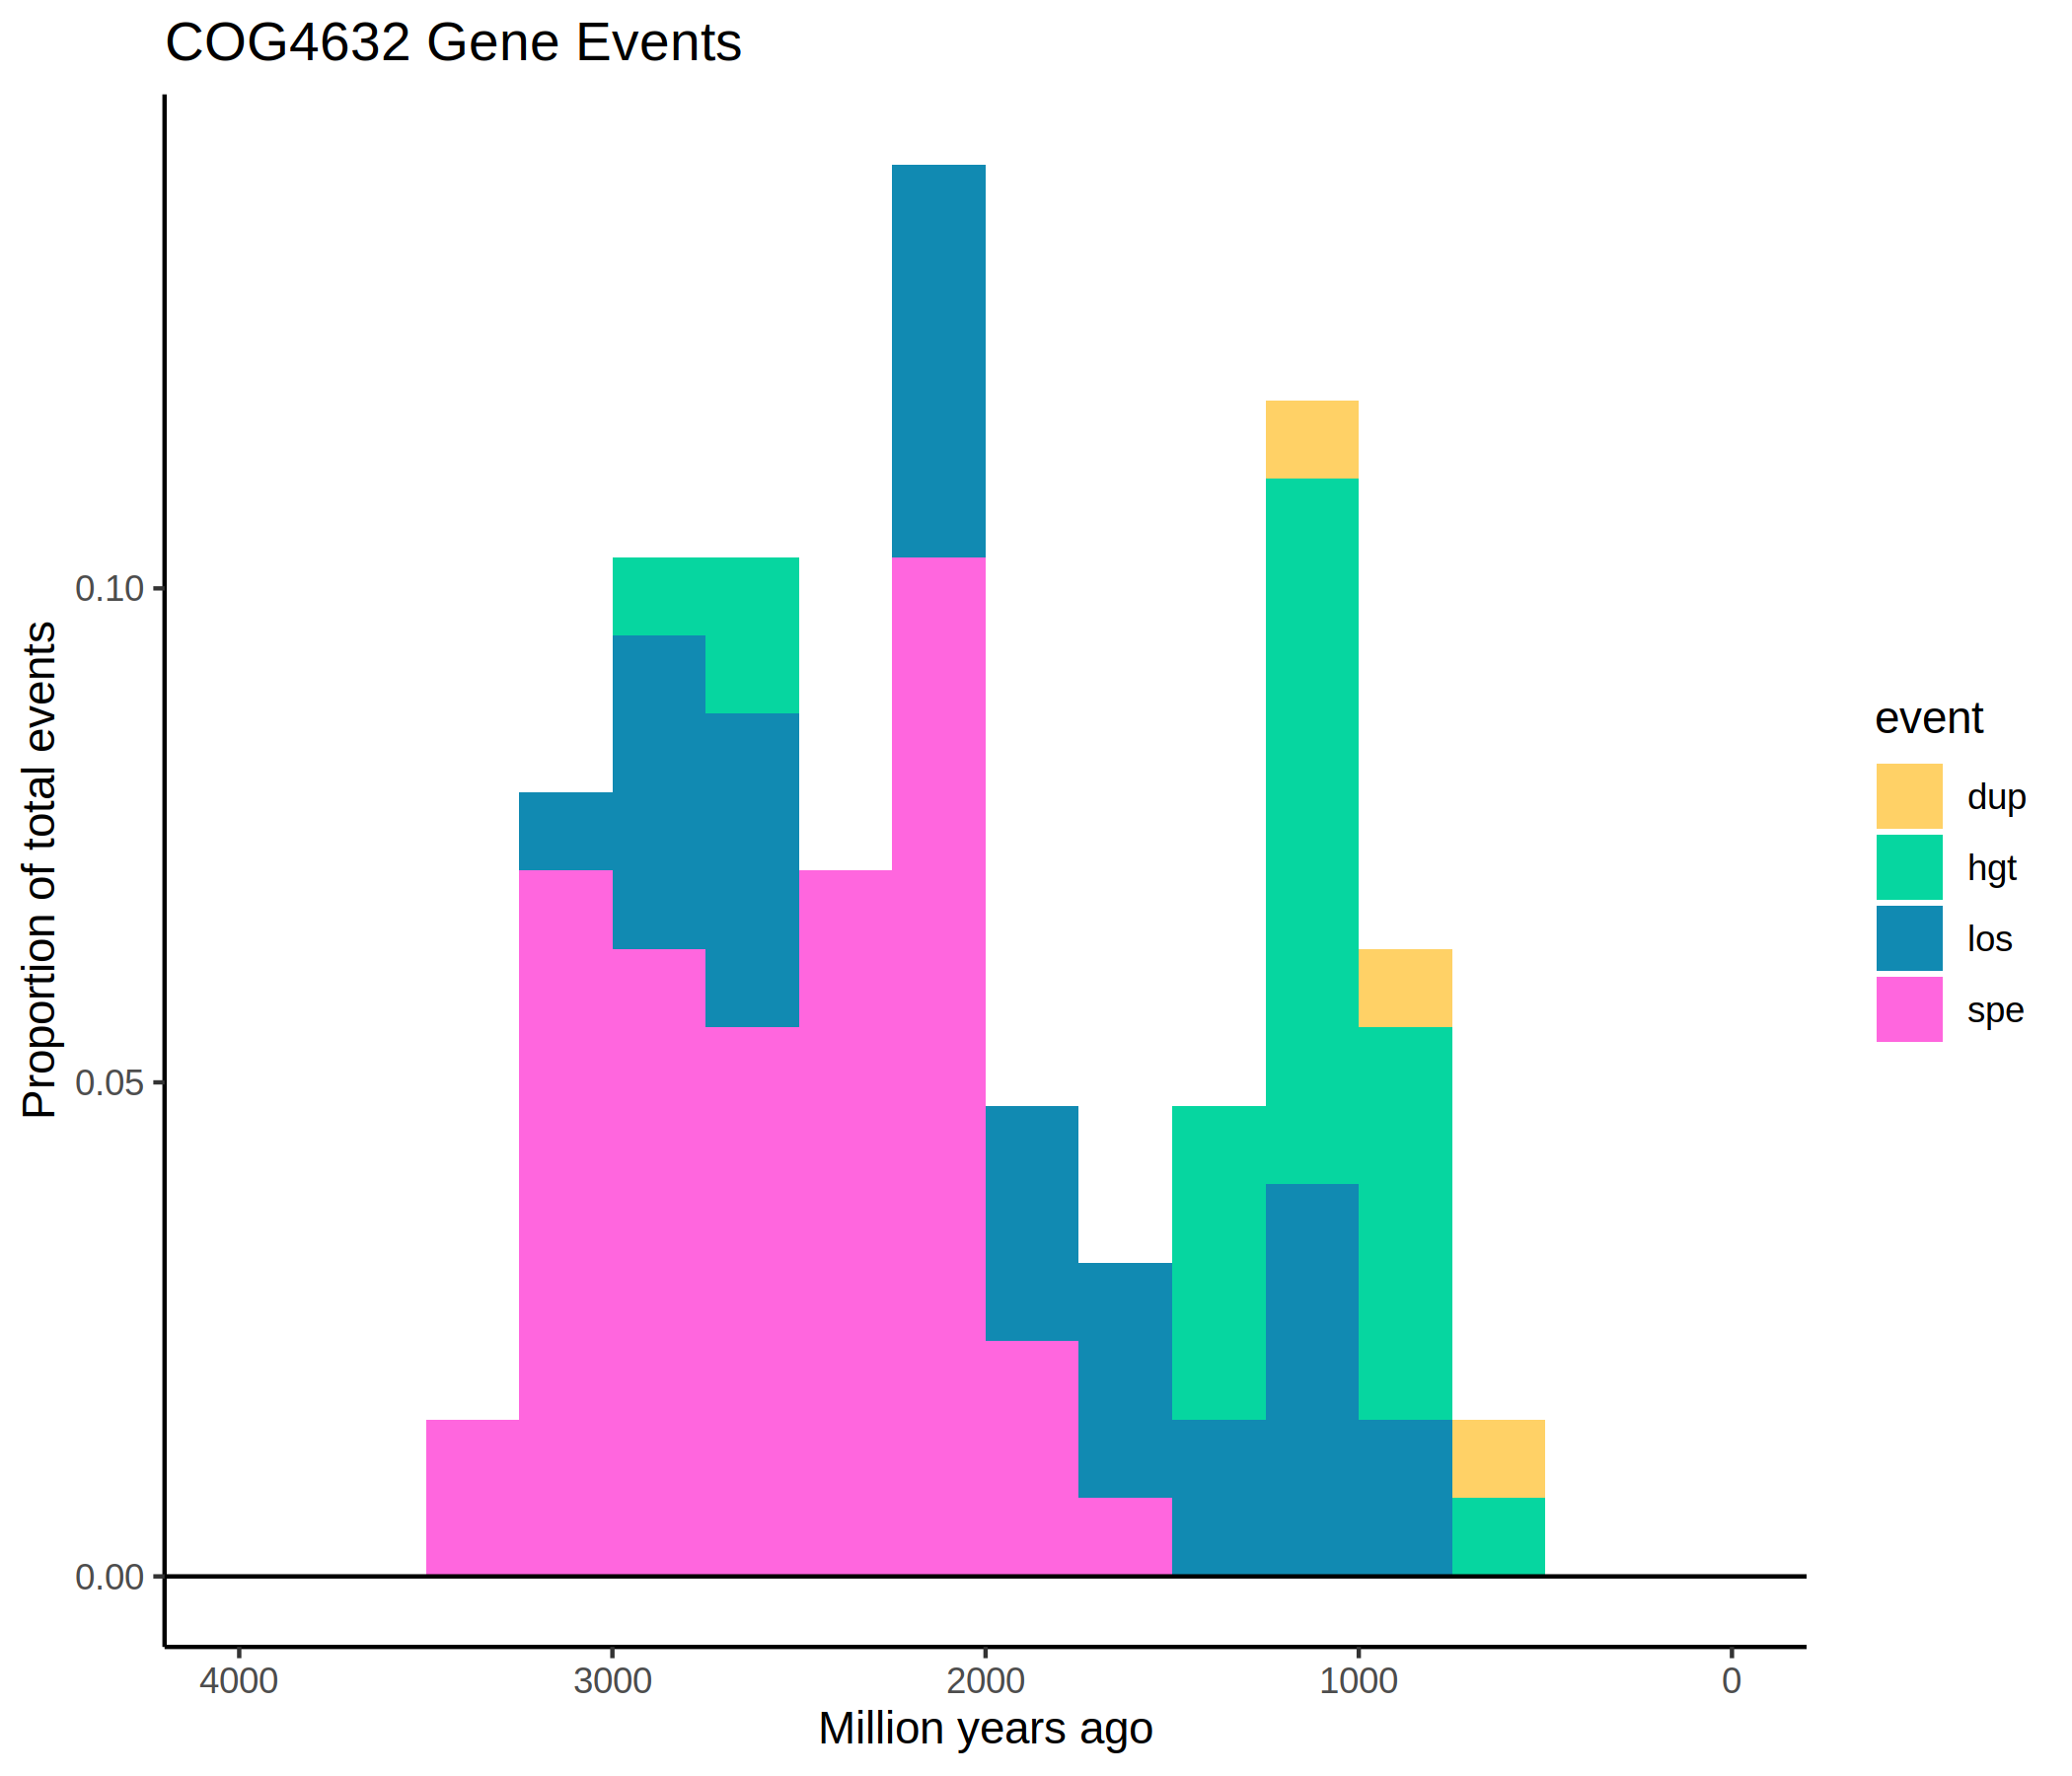 COG4632 Gene Events
Proportion of total events
0.10
0.05
0.00
4000 3000 2000 1000 0
Million years ago
event
dup
hgt
los
spe